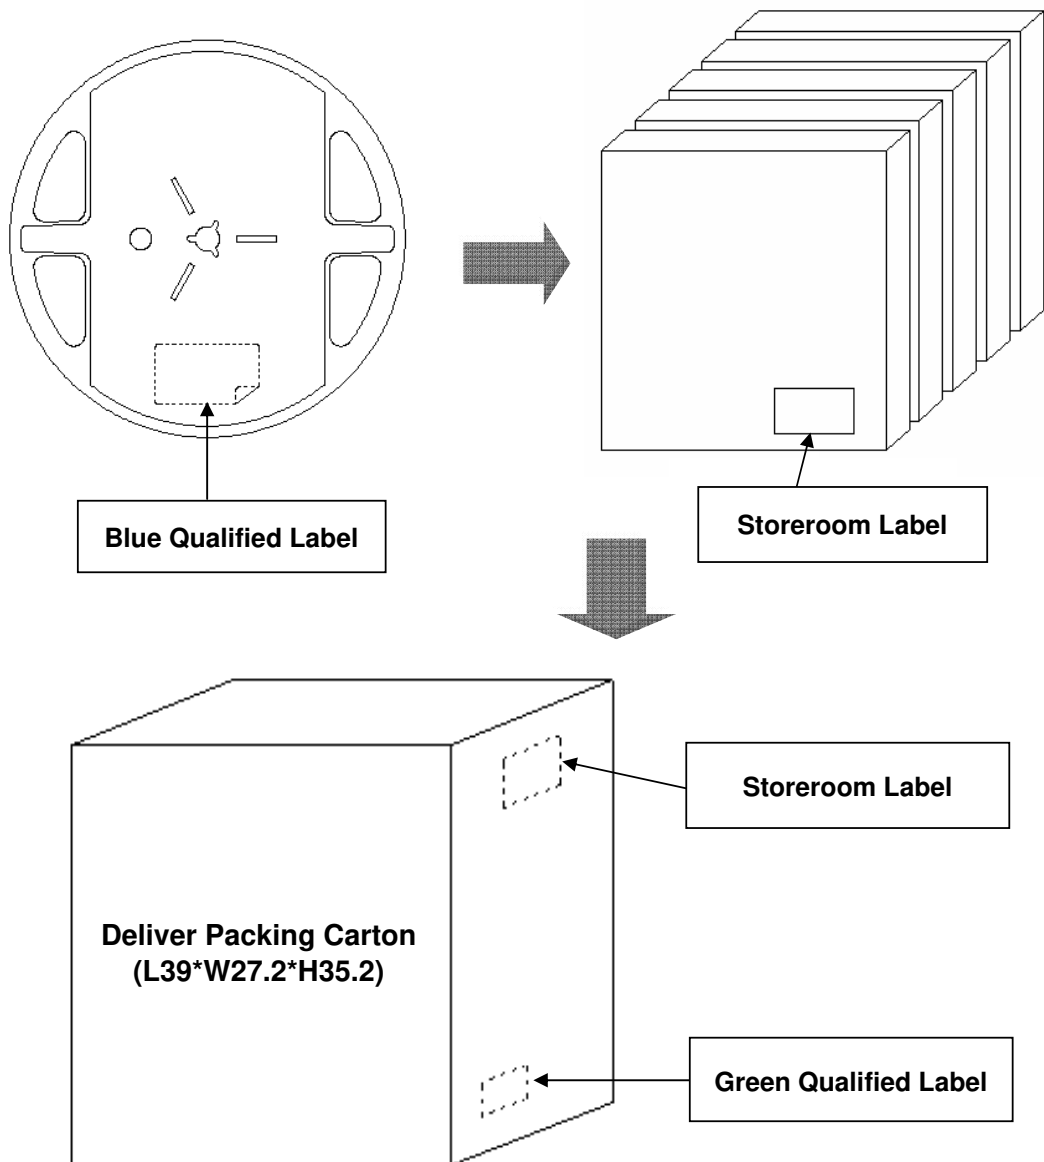 Blue Qualified Label
Storeroom Label
Storeroom Label
Deliver Packing Carton
(L39*W27.2*H35.2)
Green Qualified Label